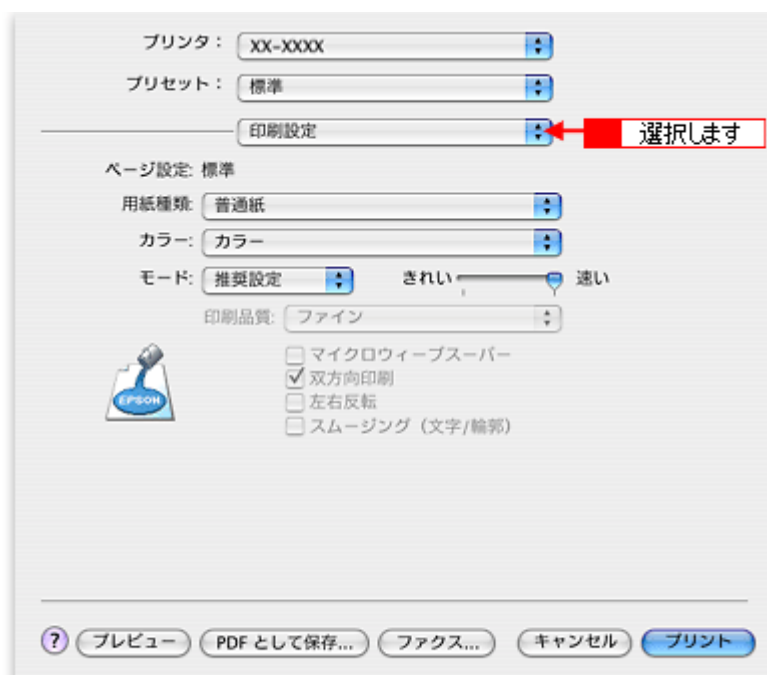 プリンタ： XX-XXXX
プリセット： 標準
印刷設定 選択します
ページ設定: 標準
用紙種類: 普通紙
カラー: カラー
モード: 推奨設定 きれい 速い
印刷品質: ファイン
マイクロウィーブスーパー
双方向印刷
EPSON 左右反転
スムージング（文字/輪郭）
? プレビュー PDF として保存... ファクス... キャンセル プリント